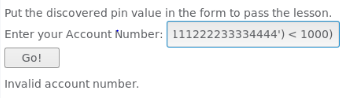 Put the discovered pin value in the form to pass the lesson.
Enter your Account Number: 111222233334444') < 1000)
Go!
Invalid account number.